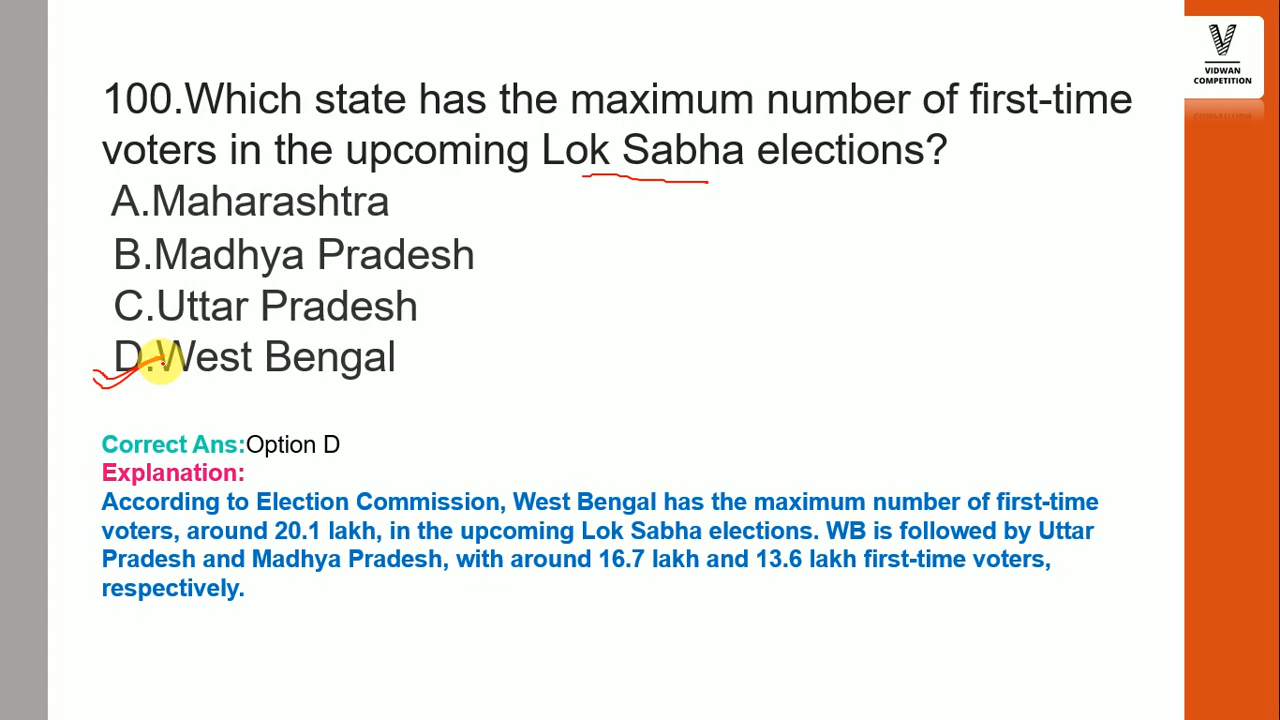 VIDWAN
COMPETITION
100.Which state has the maximum number of first-time
voters in the upcoming Lok Sabha elections?
A.Maharashtra
B.Madhya Pradesh
C.Uttar Pradesh
D.West Bengal
Correct Ans:Option D
Explanation:
According to Election Commission, West Bengal has the maximum number of first-time
voters, around 20.1 lakh, in the upcoming Lok Sabha elections. WB is followed by Uttar
Pradesh and Madhya Pradesh, with around 16.7 lakh and 13.6 lakh first-time voters,
respectively.